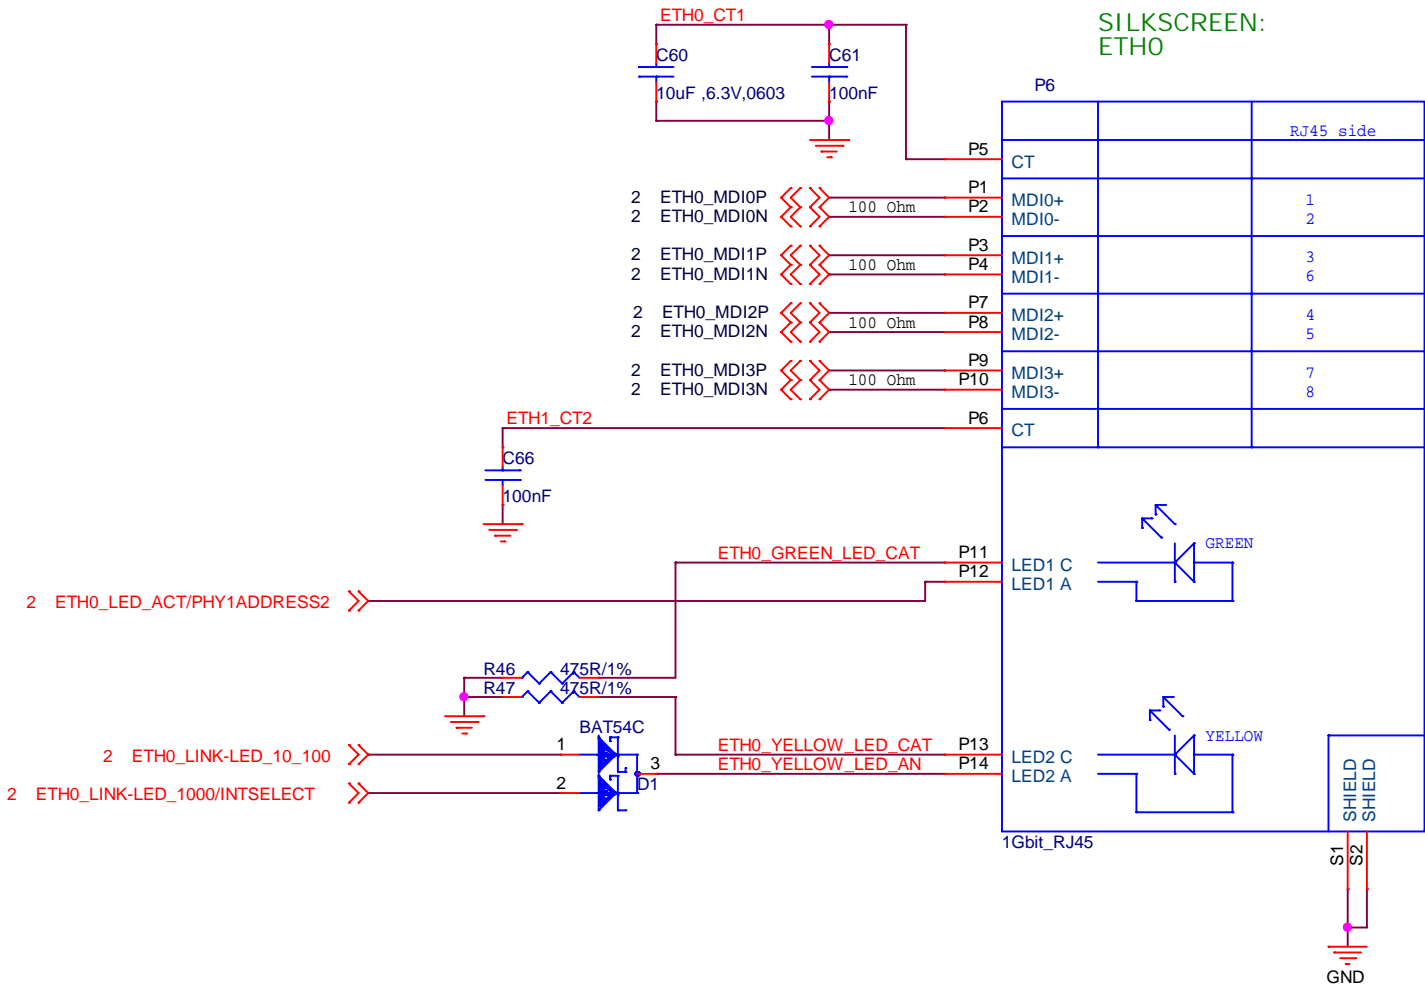 ETH0_CT1
SILKSCREEN:
ETH0
C60
C61
10uF ,6.3V,0603
100nF
P6
RJ45 side
P5
CT
2 ETH0_MDI0P
P1
MDI0+
1
2 ETH0_MDI0N
100 Ohm
P2
MDI0-
2
2 ETH0_MDI1P
P3
MDI1+
3
2 ETH0_MDI1N
100 Ohm
P4
MDI1-
6
2 ETH0_MDI2P
P7
MDI2+
4
2 ETH0_MDI2N
100 Ohm
P8
MDI2-
5
2 ETH0_MDI3P
P9
MDI3+
7
2 ETH0_MDI3N
100 Ohm
P10
MDI3-
8
ETH1_CT2
P6
CT
C66
100nF
ETH0_GREEN_LED_CAT
P11
LED1 C
GREEN
P12
LED1 A
2 ETH0_LED_ACT/PHY1ADDRESS2
R46 475R/1%
R47 475R/1%
BAT54C
2 ETH0_LINK-LED_10_100
1
ETH0_YELLOW_LED_CAT
P13
LED2 C
YELLOW
3
ETH0_YELLOW_LED_AN
P14
LED2 A
2 ETH0_LINK-LED_1000/INTSELECT
2
D1
SHIELD
SHIELD
1Gbit_RJ45
S1
S2
GND